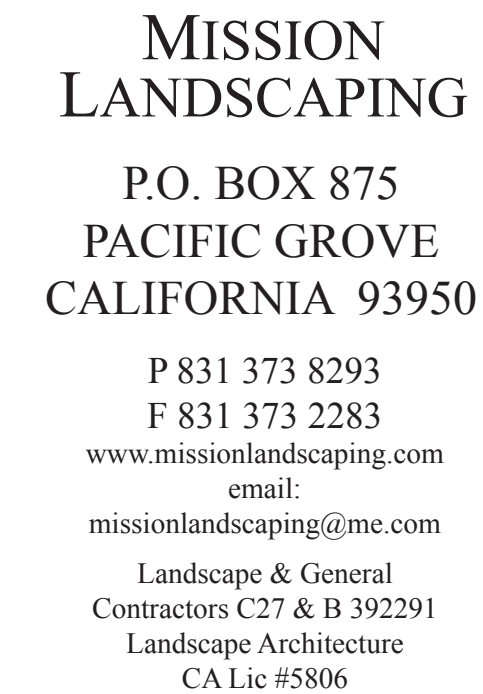 MISSION
LANDSCAPING
P.O. BOX 875
PACIFIC GROVE
CALIFORNIA 93950
P 831 373 8293
F 831 373 2283
www.missionlandscaping.com
email:
missionlandscaping@me.com
Landscape & General
Contractors C27 & B 392291
Landscape Architecture
CA Lic #5806